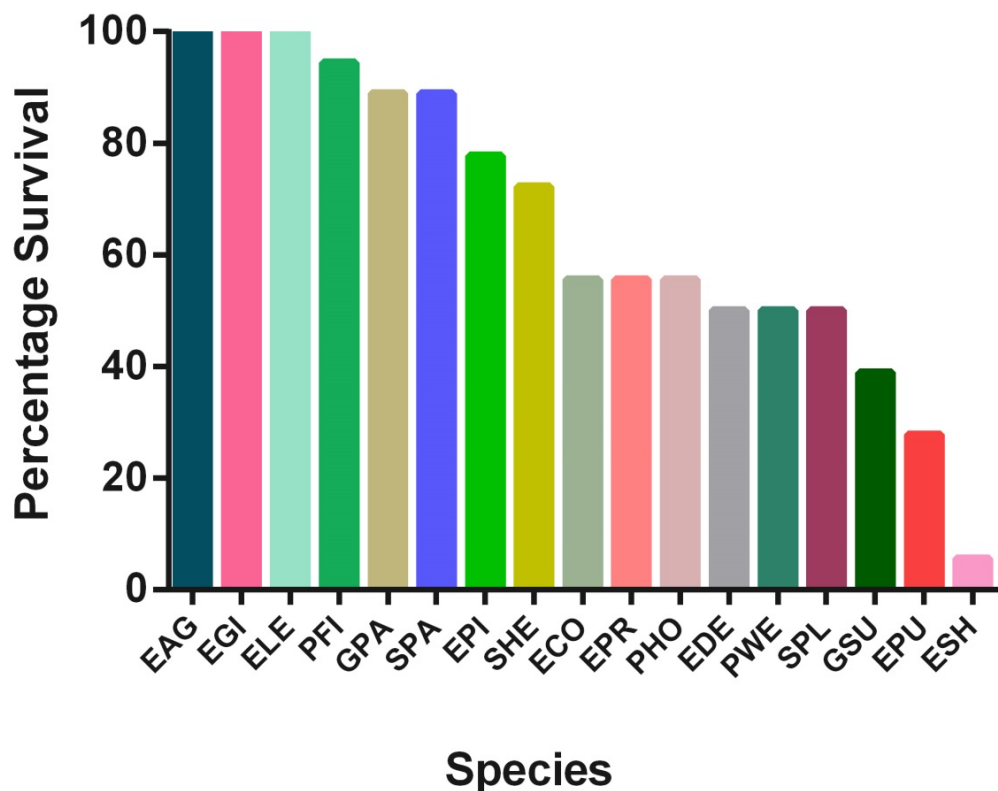 Percentage Survival
100
80
60
40
20
0
EAG
EGI
ELE
PFI
GPA
SPA
EPI
SHE
ECO
EPR
PHO
EDE
PWE
SPL
GSU
EPU
ESH
Species